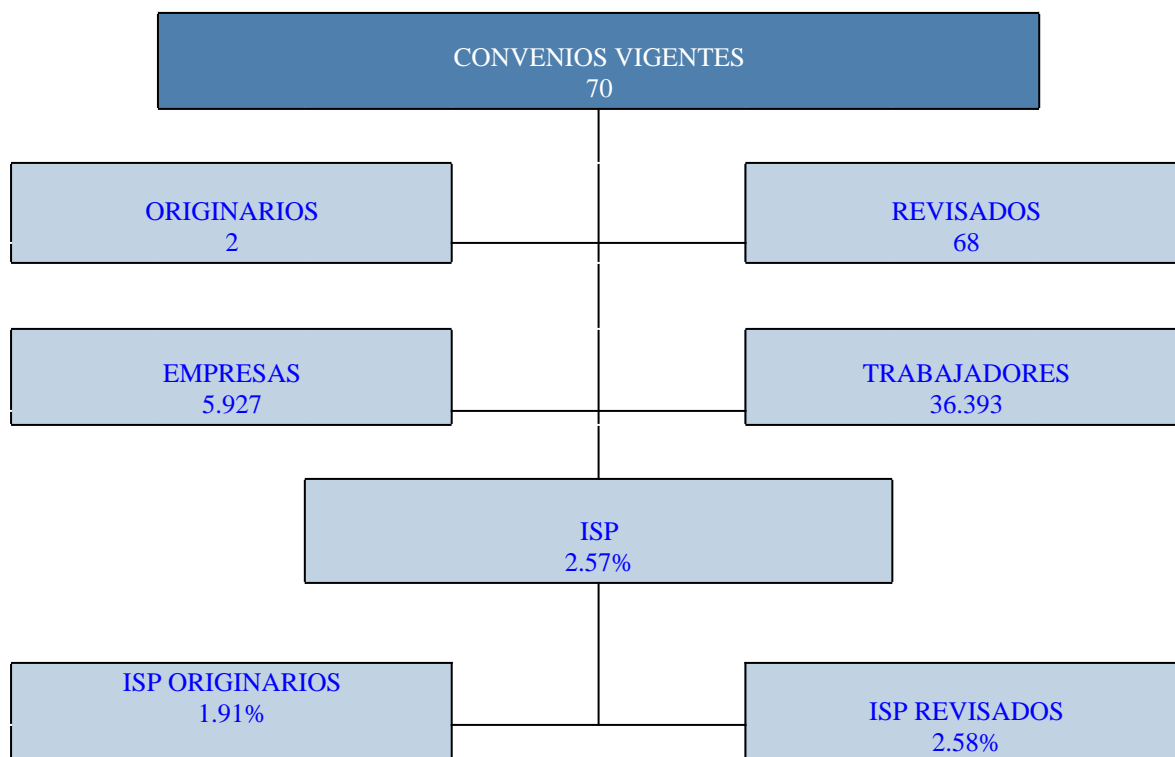 CONVENIOS VIGENTES
70
ORIGINARIOS
2
REVISADOS
68
EMPRESAS
5.927
TRABAJADORES
36.393
ISP
2.57%
ISP ORIGINARIOS
1.91%
ISP REVISADOS
2.58%